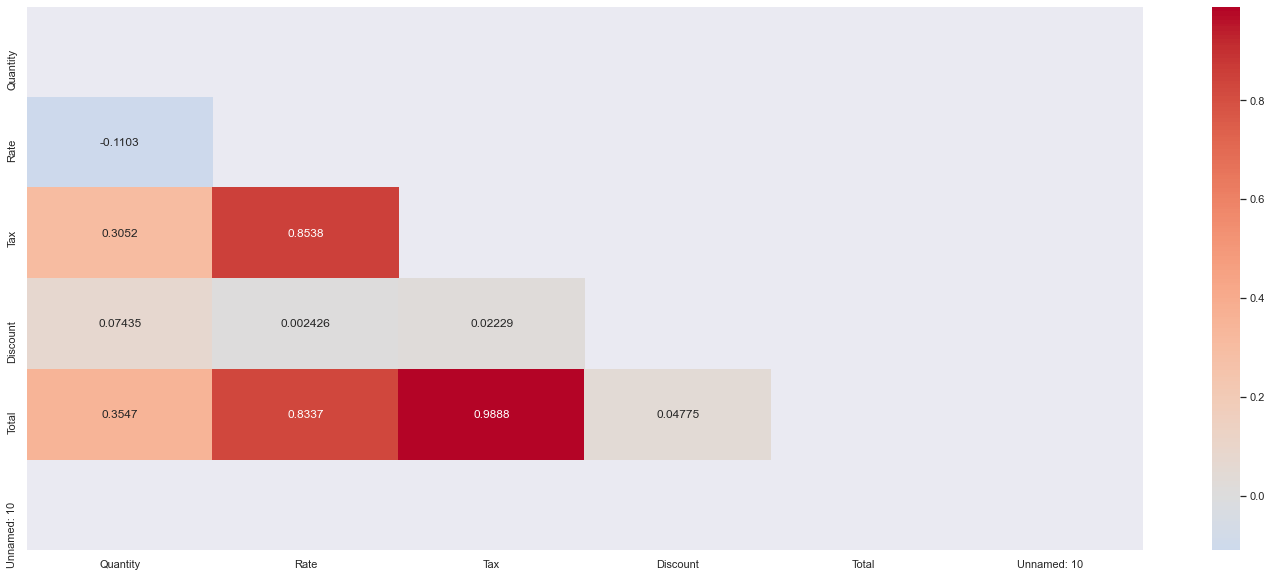 Quantity
Rate
-0.1103
Tax
0.3052 0.8538
Discount
0.07435 0.002426 0.02229
Total
0.3547 0.8337 0.9888 0.04775
Unnamed: 10
Quantity Rate Tax Discount Total Unnamed: 10
0.8
0.6
0.4
0.2
0.0